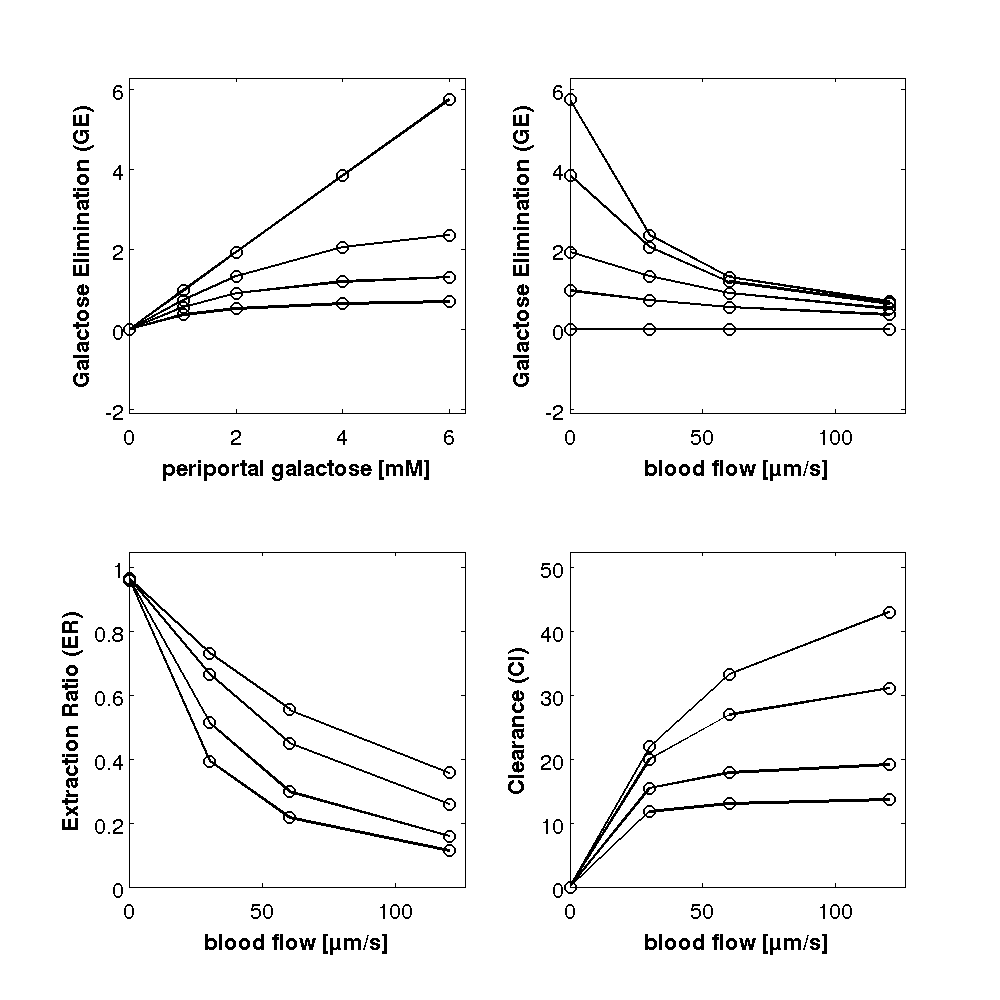 6
4
2
0
-2
Galactose Elimination (GE)
0 2 4 6
periportal galactose [mM]
6
4
2
0
-2
Galactose Elimination (GE)
0 50 100
blood flow [µm/s]
1
0.8
0.6
0.4
0.2
0
Extraction Ratio (ER)
0 50 100
blood flow [µm/s]
50
40
30
20
10
0
Clearance (Cl)
0 50 100
blood flow [µm/s]